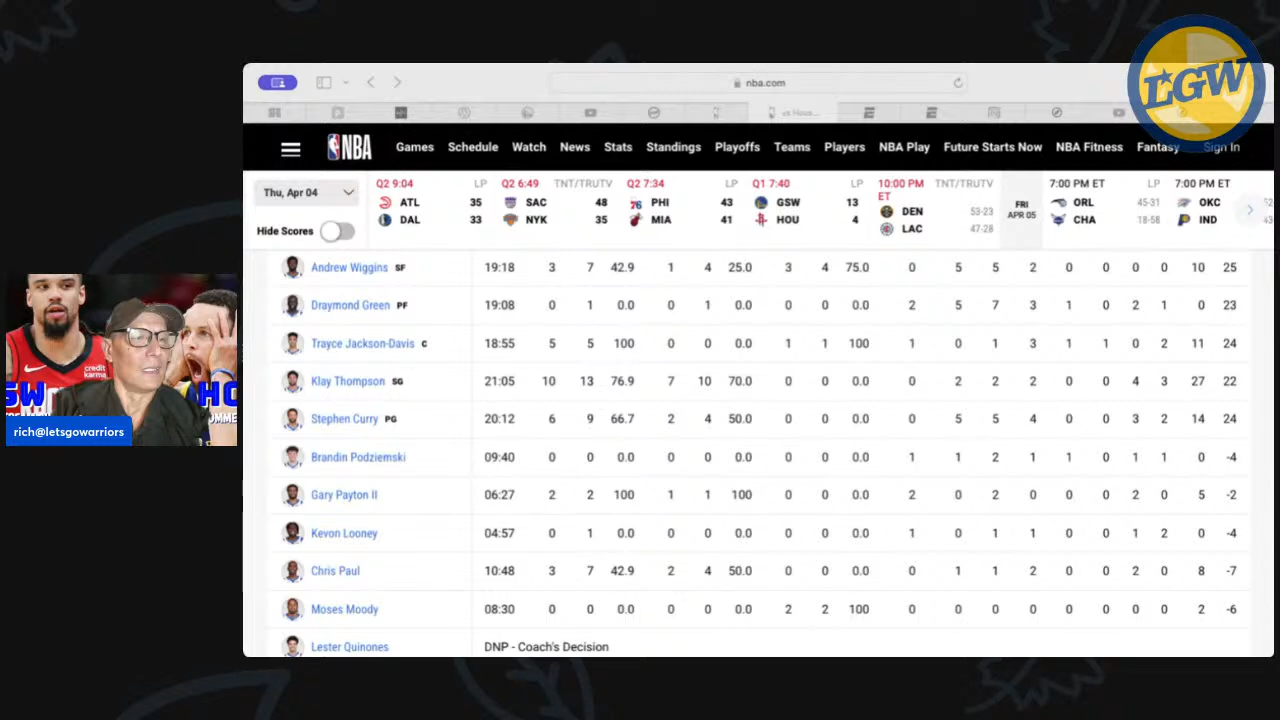 LGW
nba.com
es Hous...
NBA Games Schedule Watch News Stats Standings Playoffs Teams Players NBA Play Future Starts Now NBA Fitness Fantasy Sign In
Thu, Apr 04
Hide Scores
Q2 9:04 LP
ATL 35
DAL 33
Q2 6:49 TNT/TRUTV
SAC 48
NYK 35
Q2 7:34 LP
PHI 43
MIA 41
Q1 7:40 LP
GSW 13
HOU 4
10:00 PM ET TNT/TRUTV
DEN 53-23
LAC 47-28
FRI
APR 05
7:00 PM ET LP
ORL 45-31
CHA 18-58
7:00 PM ET
OKC
IND
Andrew Wiggins SF 19:18 3 7 42.9 1 4 25.0 3 4 75.0 0 5 5 2 0 0 0 0 10 25
Draymond Green PF 19:08 0 1 0.0 0 1 0.0 0 0 0.0 2 5 7 3 1 0 2 1 0 23
Trayce Jackson-Davis C 18:55 5 5 100 0 0 0.0 1 1 100 1 0 1 3 1 1 0 2 11 24
Klay Thompson SG 21:05 10 13 76.9 7 10 70.0 0 0 0.0 0 2 2 2 0 0 4 3 27 22
Stephen Curry PG 20:12 6 9 66.7 2 4 50.0 0 0 0.0 0 5 5 4 0 0 3 2 14 24
Brandin Podziemski 09:40 0 0 0.0 0 0 0.0 0 0 0.0 1 1 2 1 1 0 1 1 0 -4
Gary Payton II 06:27 2 2 100 1 1 100 0 0 0.0 2 0 2 0 0 0 2 0 5 -2
Kevon Looney 04:57 0 1 0.0 0 0 0.0 0 0 0.0 1 0 1 1 0 0 1 2 0 -4
Chris Paul 10:48 3 7 42.9 2 4 50.0 0 0 0.0 0 1 1 2 0 0 2 0 8 -7
Moses Moody 08:30 0 0 0.0 0 0 0.0 2 2 100 0 0 0 0 0 0 0 0 2 -6
Lester Quinones DNP - Coach's Decision
credit
karma
SW
HO
rich@letsgowarriors